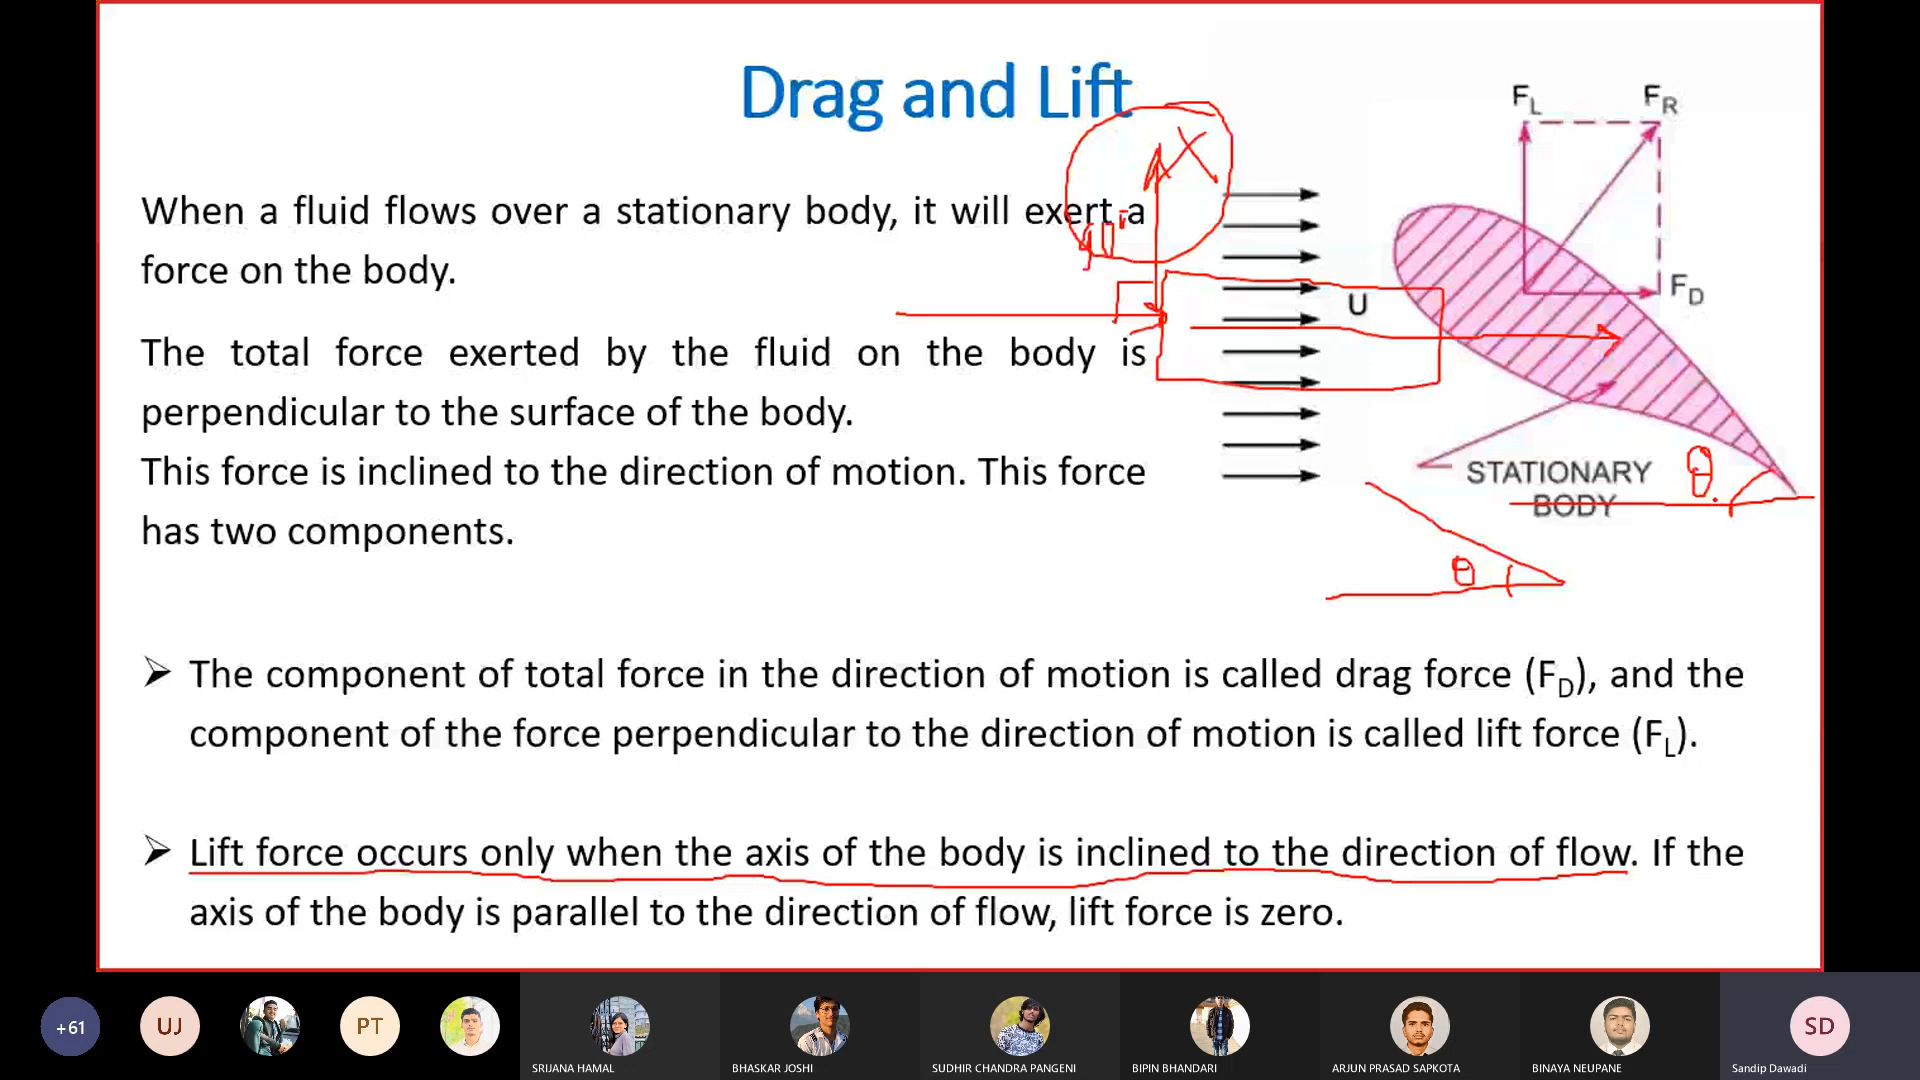 Drag and Lift
When a fluid flows over a stationary body, it will exert a
force on the body.
The total force exerted by the fluid on the body is
perpendicular to the surface of the body.
This force is inclined to the direction of motion. This force
has two components.
F_L
F_R
F_D
U
STATIONARY
BODY
θ
θ
➢ The component of total force in the direction of motion is called drag force (F_D), and the
component of the force perpendicular to the direction of motion is called lift force (F_L).
➢ Lift force occurs only when the axis of the body is inclined to the direction of flow. If the
axis of the body is parallel to the direction of flow, lift force is zero.
+61
UJ
PT
SD
SRIJANA HAMAL
BHASKAR JOSHI
SUDHIR CHANDRA PANGENI
BIPIN BHANDARI
ARJUN PRASAD SAPKOTA
BINAYA NEUPANE
Sandip Dawadi